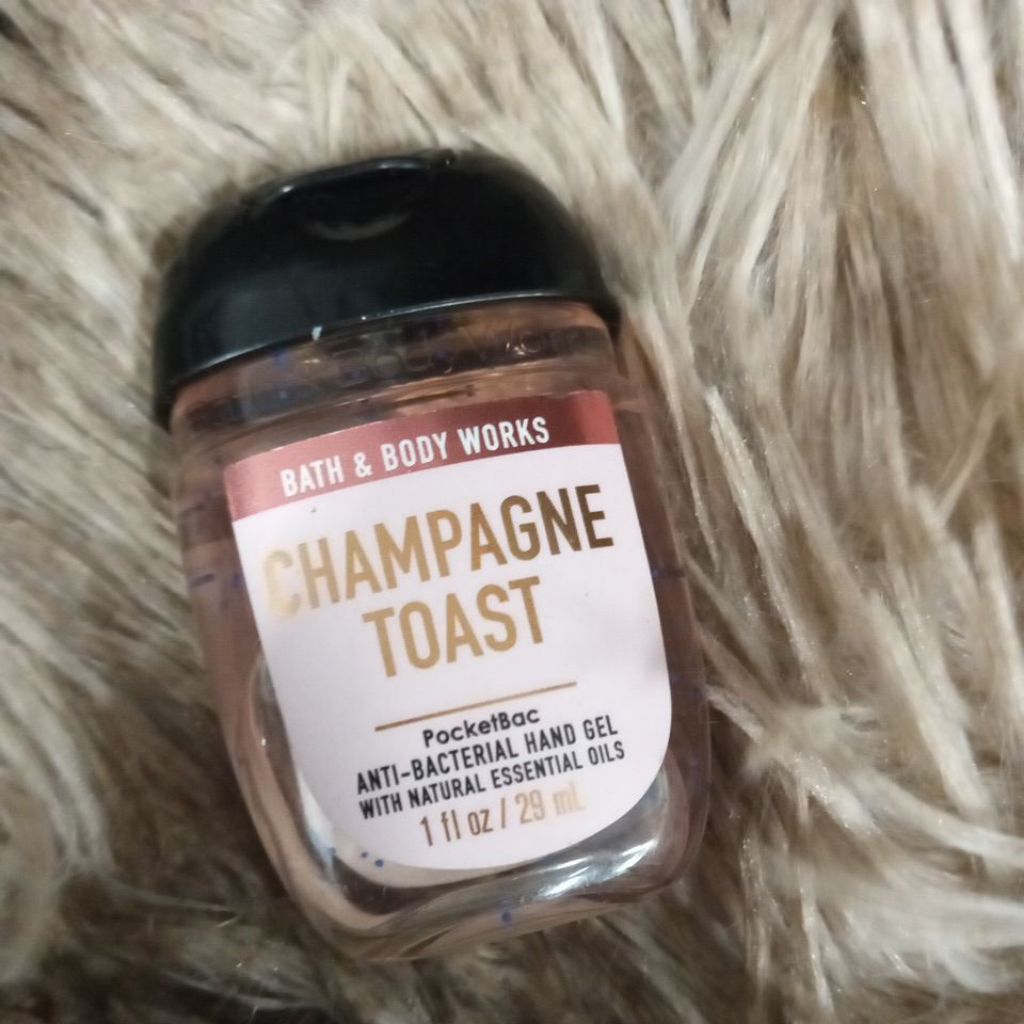 BATH & BODY WORKS
CHAMPAGNE
TOAST
PocketBac
ANTI-BACTERIAL HAND GEL
WITH NATURAL ESSENTIAL OILS
1 fl oz / 29 mL